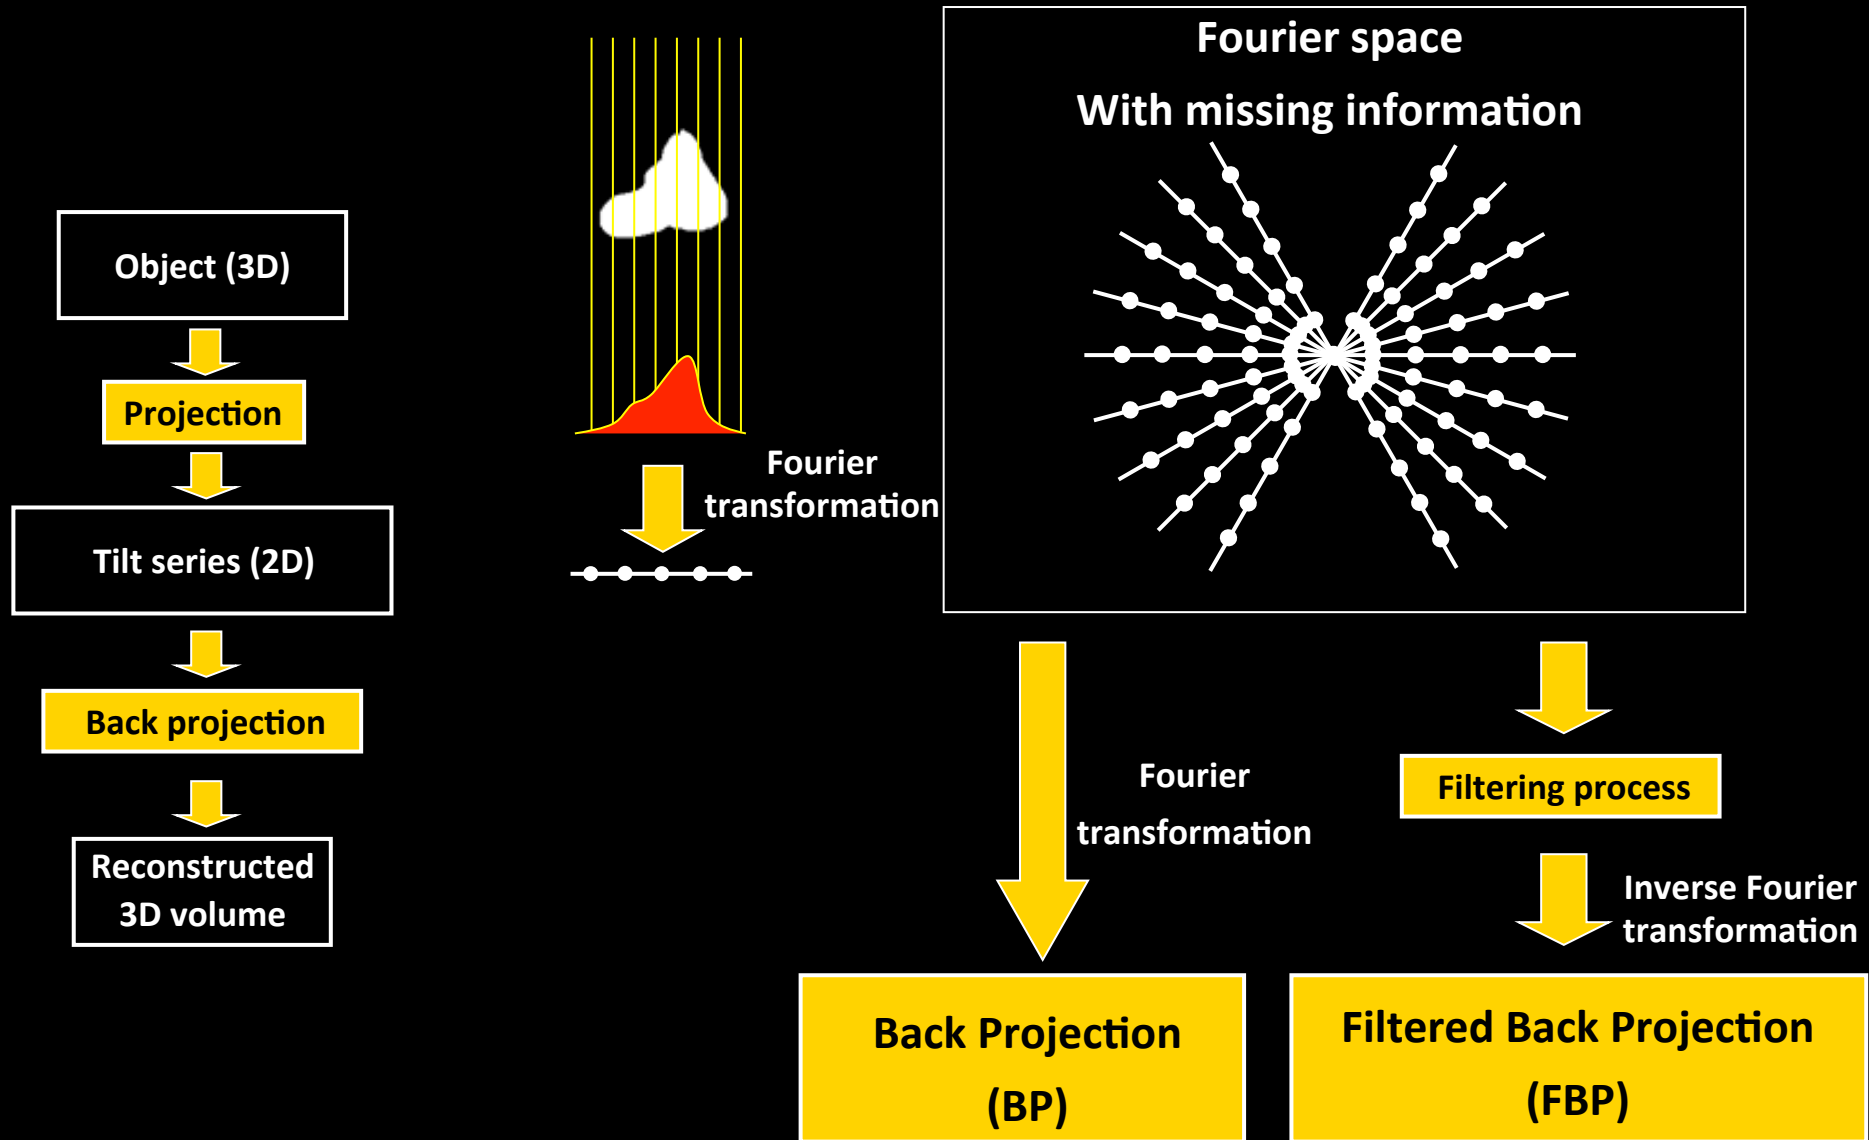 Object (3D)
Projection
Tilt series (2D)
Back projection
Reconstructed
3D volume
Fourier
transformation
Fourier space
With missing information
Fourier
transformation
Back Projection
(BP)
Filtering process
Inverse Fourier
transformation
Filtered Back Projection
(FBP)